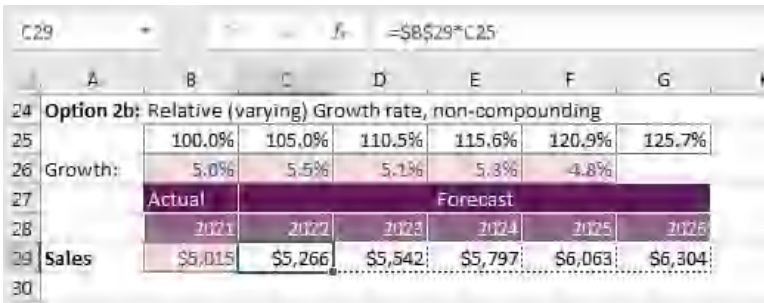 C29 fx =$B$29*C25
A B C D E F G
24 Option 2b: Relative (varying) Growth rate, non-compounding
25 100.0% 105.0% 110.5% 115.6% 120.9% 125.7%
26 Growth: 5.0% 5.5% 5.1% 5.3% 4.8%
27 Actual Forecast
28 2021 2022 2023 2024 2025 2026
29 Sales $5,015 $5,266 $5,542 $5,797 $6,063 $6,304
30